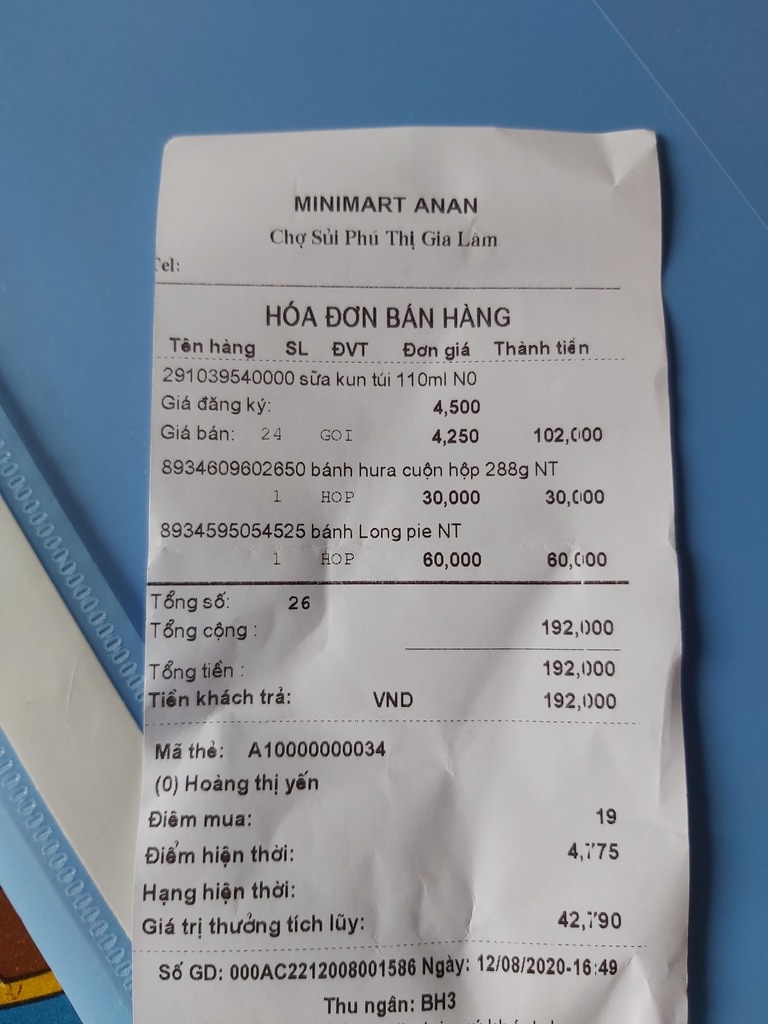 MINIMART ANAN
Chợ Sủi Phú Thị Gia Lâm
Tel:
HÓA ĐƠN BÁN HÀNG
Tên hàng SL ĐVT Đơn giá Thành tiền
291039540000 sữa kun túi 110ml N0
Giá đăng ký: 4,500
Giá bán: 24 GOI 4,250 102,000
8934609602650 bánh hura cuộn hộp 288g NT
1 HOP 30,000 30,000
8934595054525 bánh Long pie NT
1 HOP 60,000 60,000
Tổng số: 26
Tổng cộng : 192,000
Tổng tiền : 192,000
Tiền khách trả: VND 192,000
Mã thẻ: A10000000034
(0) Hoàng thị yến
Điểm mua: 19
Điểm hiện thời: 4,775
Hạng hiện thời:
Giá trị thưởng tích lũy: 42,790
Số GD: 000AC2212008001586 Ngày: 12/08/2020-16:49
Thu ngân: BH3